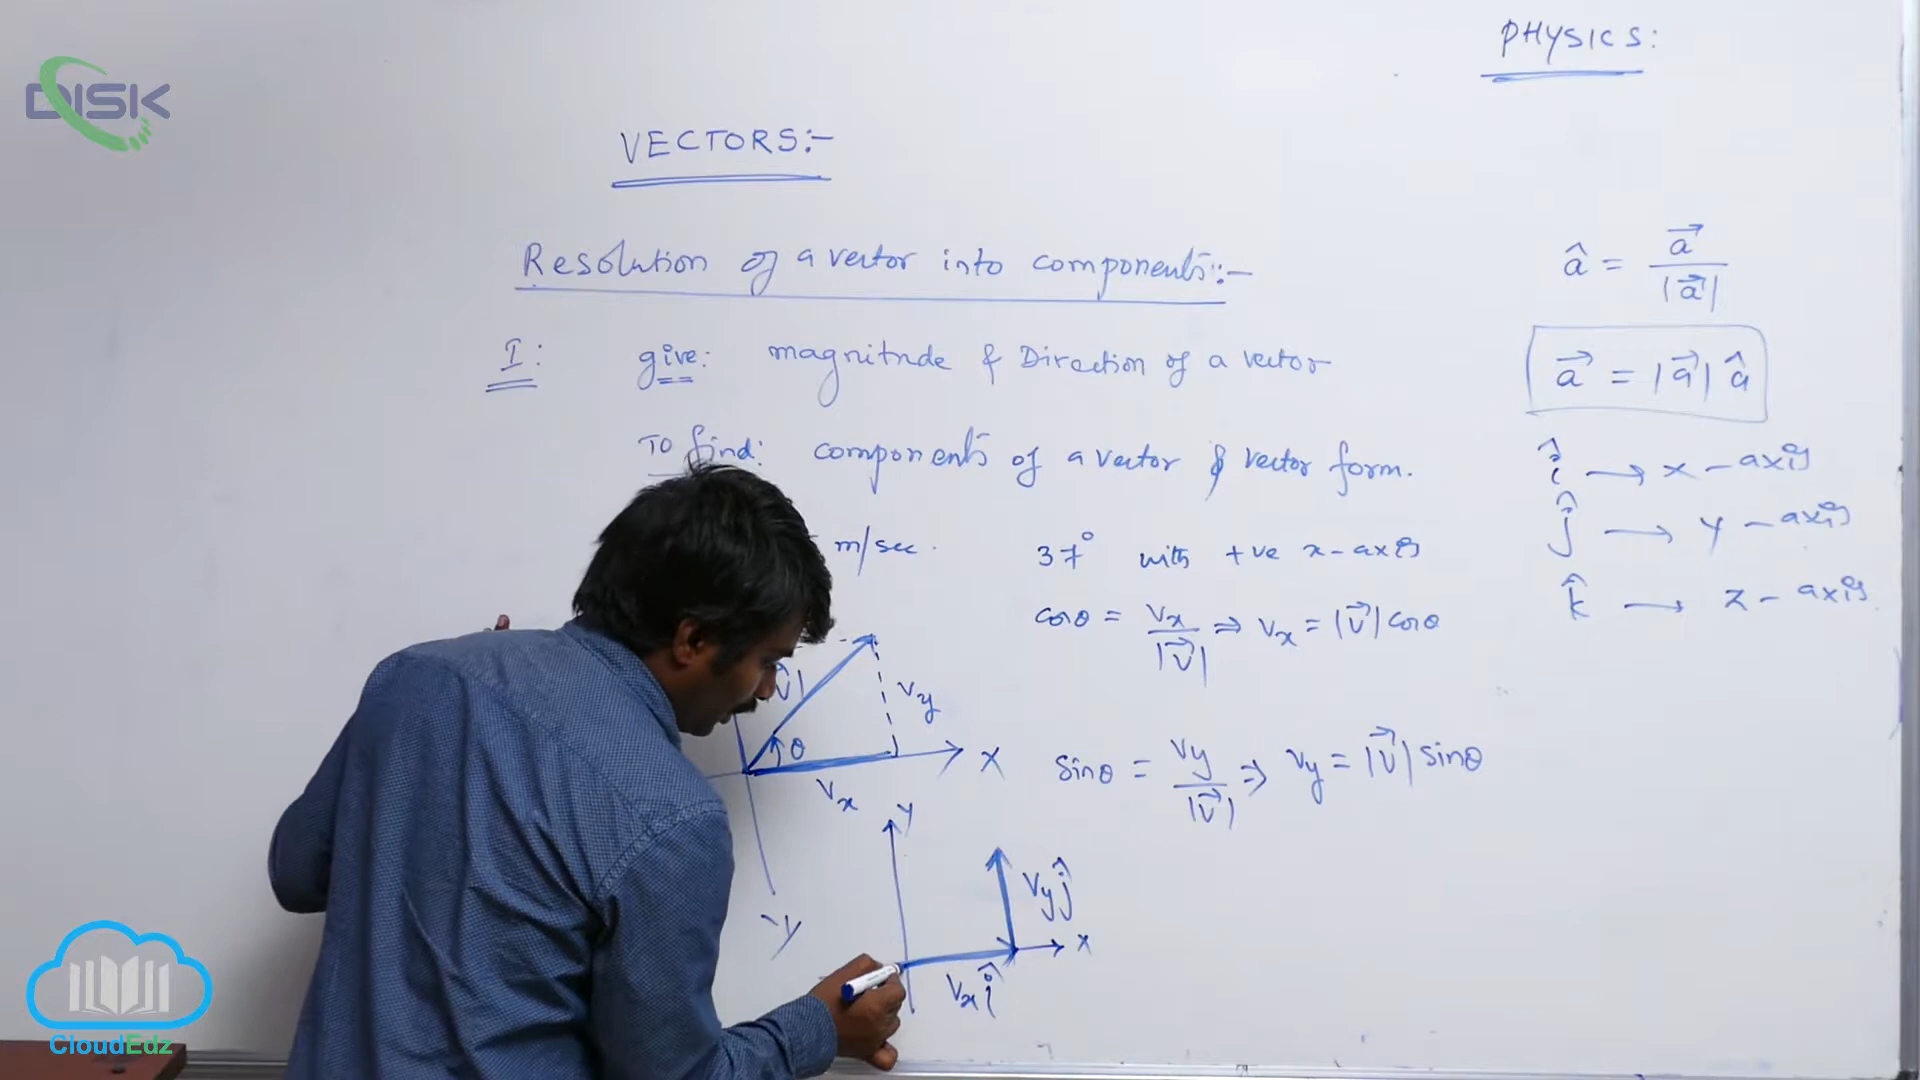 DISK
PHYSICS:
VECTORS:-
Resolution of a vector into components:-
I: give: magnitude & Direction of a vector
To find: components of a vector & vector form.
m/sec. 37° with +ve x-axis
cosθ = Vx/|V⃗| ⇒ Vx = |V⃗| cosθ
sinθ = Vy/|V⃗| ⇒ Vy = |V⃗| sinθ
θ
Vy
X
Vx
-y
y
Vy ĵ
x
Vx î
â = a⃗/|a⃗|
a⃗ = |a⃗| â
î → x-axis
ĵ → y-axis
k̂ → z-axis
CloudEdz